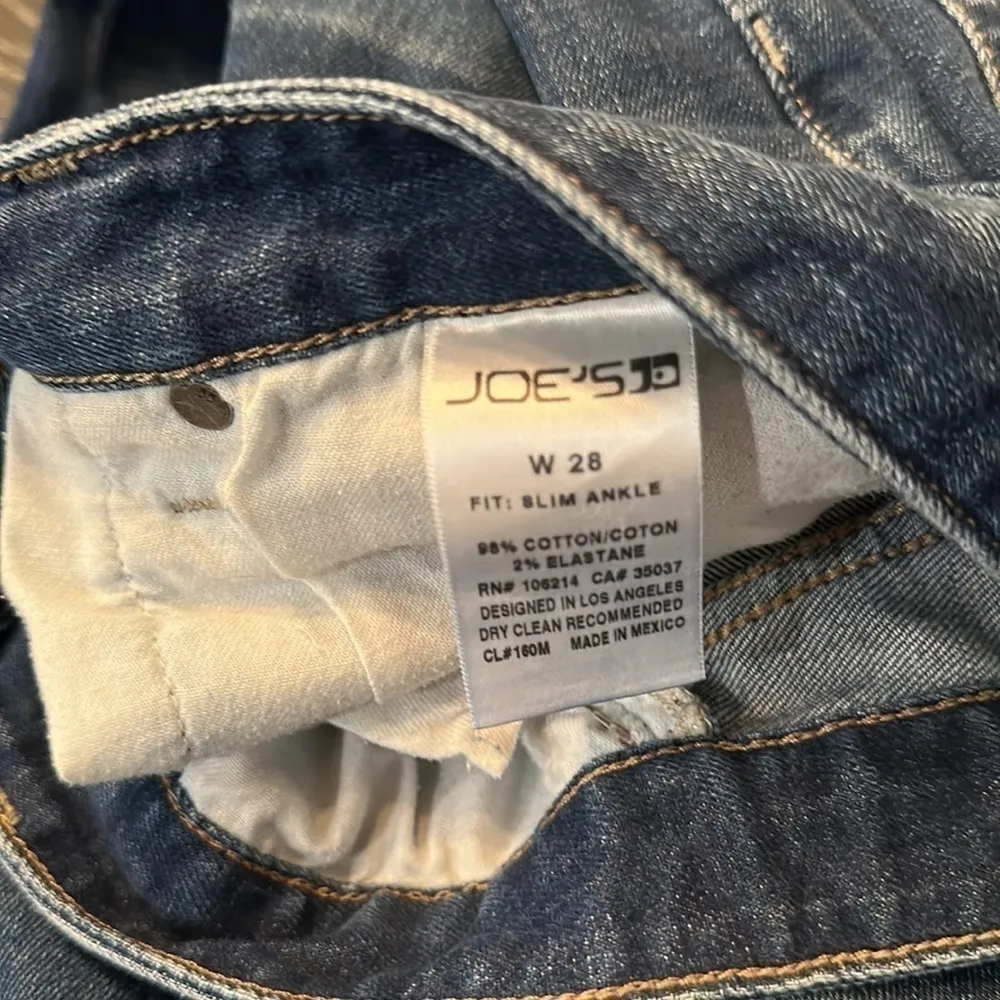 JOE'S
W 28
FIT: SLIM ANKLE
98% COTTON/COTON
2% ELASTANE
RN# 106214 CA# 35037
DESIGNED IN LOS ANGELES
DRY CLEAN RECOMMENDED
CL#160M MADE IN MEXICO